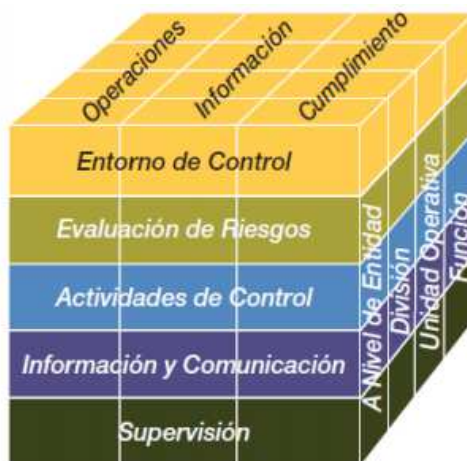 Operaciones
Información
Cumplimiento
Entorno de Control
Evaluación de Riesgos
Actividades de Control
Información y Comunicación
Supervisión
A Nivel de Entidad
División
Unidad Operativa
Función